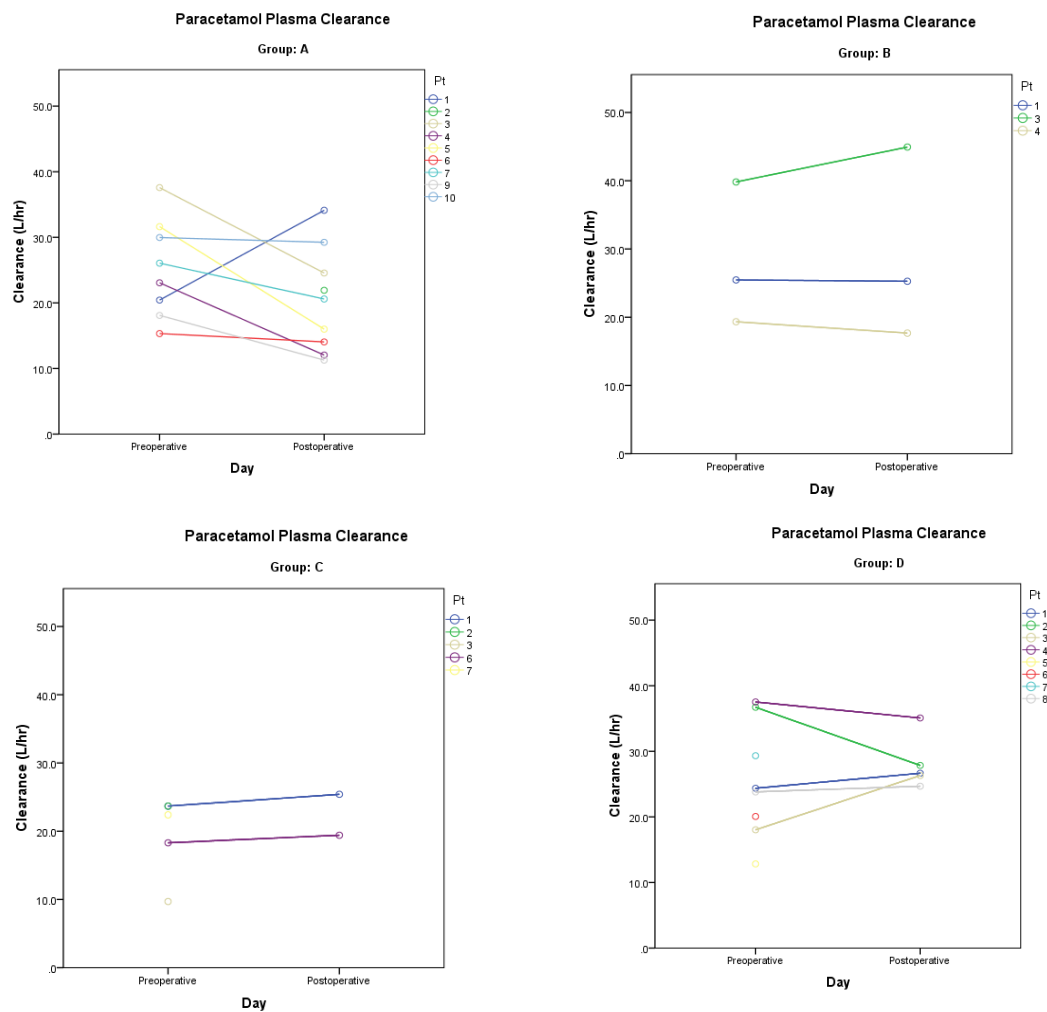 Paracetamol Plasma Clearance
Group: A
Pt
1
2
3
4
5
6
7
9
10
50.0
40.0
30.0
20.0
10.0
.0
Clearance (L/hr)
Preoperative
Postoperative
Day
Paracetamol Plasma Clearance
Group: B
Pt
1
3
4
50.0
40.0
30.0
20.0
10.0
.0
Clearance (L/hr)
Preoperative
Postoperative
Day
Paracetamol Plasma Clearance
Group: C
Pt
1
2
3
6
7
50.0
40.0
30.0
20.0
10.0
.0
Clearance (L/hr)
Preoperative
Postoperative
Day
Paracetamol Plasma Clearance
Group: D
Pt
1
2
3
4
5
6
7
8
50.0
40.0
30.0
20.0
10.0
.0
Clearance (L/hr)
Preoperative
Postoperative
Day